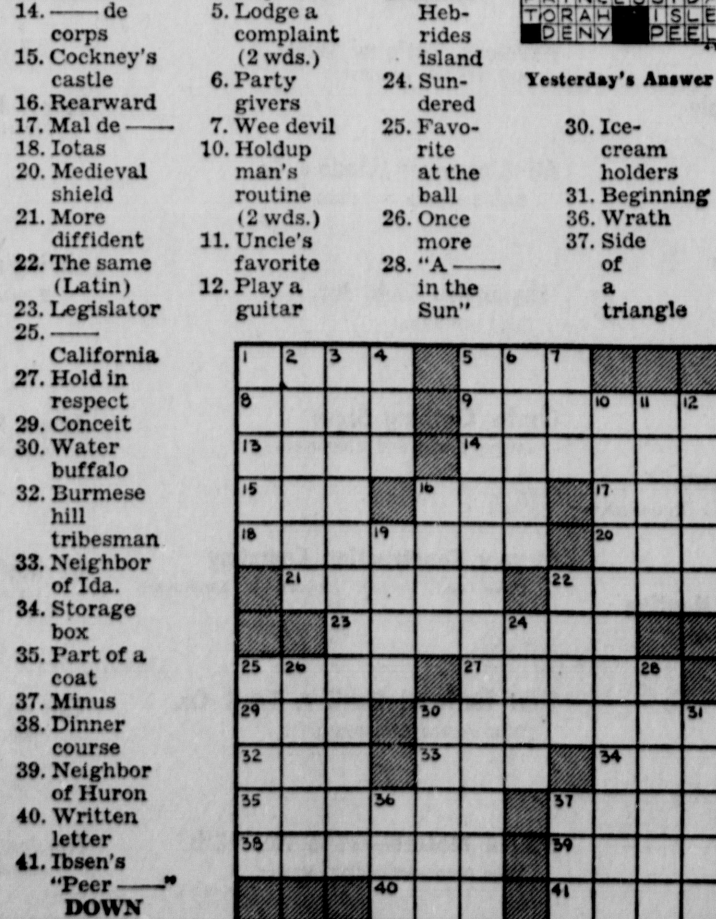 14. —— de
corps
15. Cockney's
castle
16. Rearward
17. Mal de ——
18. Iotas
20. Medieval
shield
21. More
diffident
22. The same
(Latin)
23. Legislator
25. ——
California
27. Hold in
respect
29. Conceit
30. Water
buffalo
32. Burmese
hill
tribesman
33. Neighbor
of Ida.
34. Storage
box
35. Part of a
coat
37. Minus
38. Dinner
course
39. Neighbor
of Huron
40. Written
letter
41. Ibsen's
"Peer ——"
DOWN
5. Lodge a
complaint
(2 wds.)
6. Party
givers
7. Wee devil
10. Holdup
man's
routine
(2 wds.)
11. Uncle's
favorite
12. Play a
guitar
Heb-
rides
island
24. Sun-
dered
25. Favo-
rite
at the
ball
26. Once
more
28. "A ——
in the
Sun"
TORAH ISLE
DENY PEEL
Yesterday's Answer
30. Ice-
cream
holders
31. Beginning
36. Wrath
37. Side
of
a
triangle
1 2 3 4 5 6 7
8 9 10 11 12
13 14
15 16 17
18 19 20
21 22
23 24
25 26 27 28
29 30 31
32 33 34
35 36 37
38 39
40 41